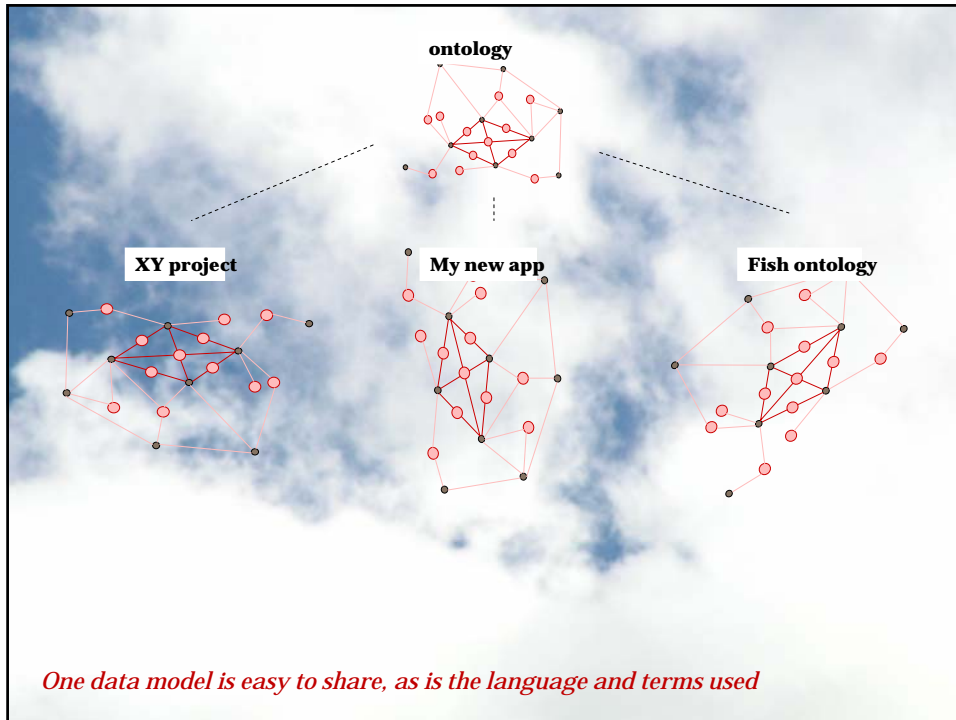 ontology
XY project
My new app
Fish ontology
One data model is easy to share, as is the language and terms used